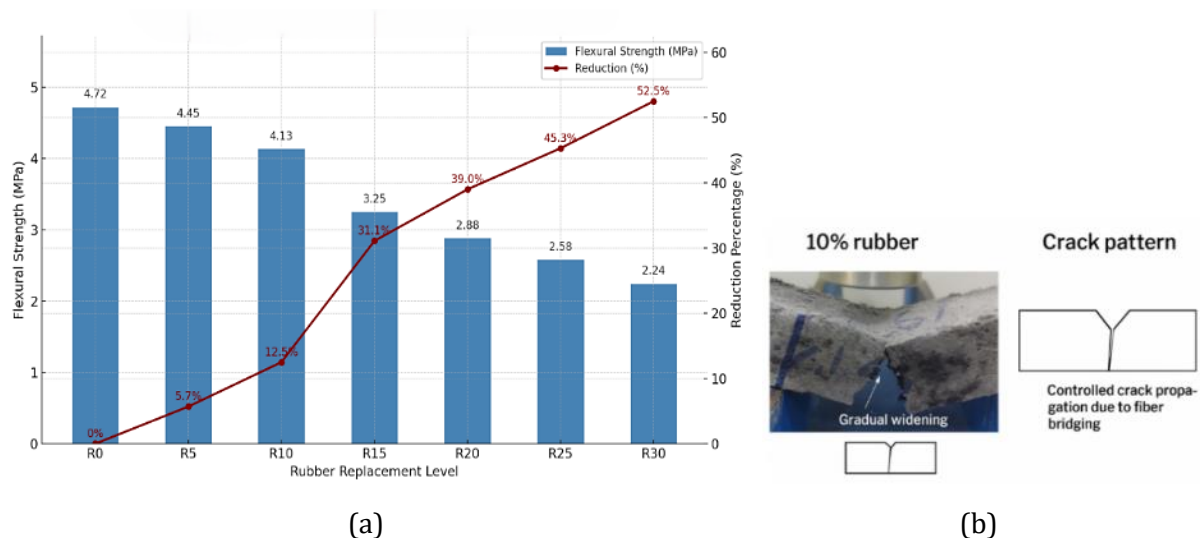 Flexural Strength (MPa)
Reduction (%)
Flexural Strength (MPa)
0
1
2
3
4
5
4.72
4.45
4.13
3.25
2.88
2.58
2.24
0%
5.7%
12.5%
31.1%
39.0%
45.3%
52.5%
0
10
20
30
40
50
60
Reduction Percentage (%)
R0
R5
R10
R15
R20
R25
R30
Rubber Replacement Level
(a)
10% rubber
Gradual widening
Crack pattern
Controlled crack propa-
gation due to fiber
bridging
(b)